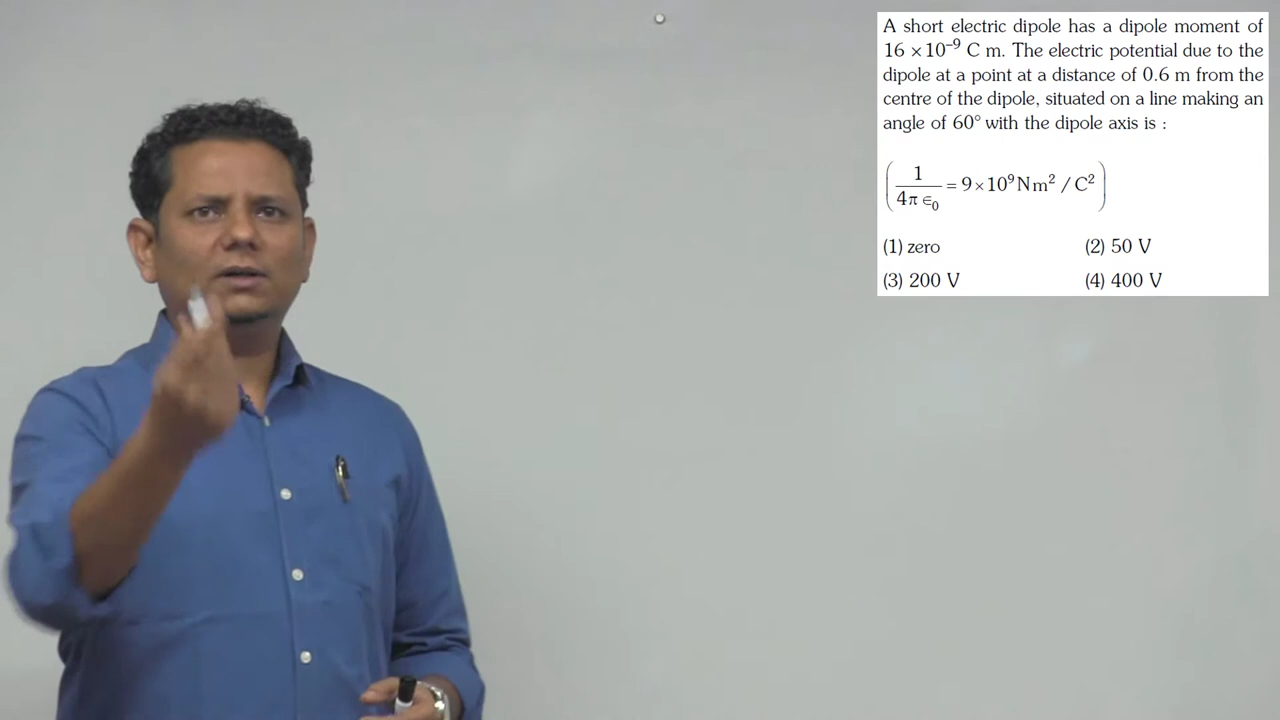 A short electric dipole has a dipole moment of
16 ×10⁻⁹ C m. The electric potential due to the
dipole at a point at a distance of 0.6 m from the
centre of the dipole, situated on a line making an
angle of 60° with the dipole axis is :
(1/4π ∈₀ = 9×10⁹ N m² / C²)
(1) zero (2) 50 V
(3) 200 V (4) 400 V